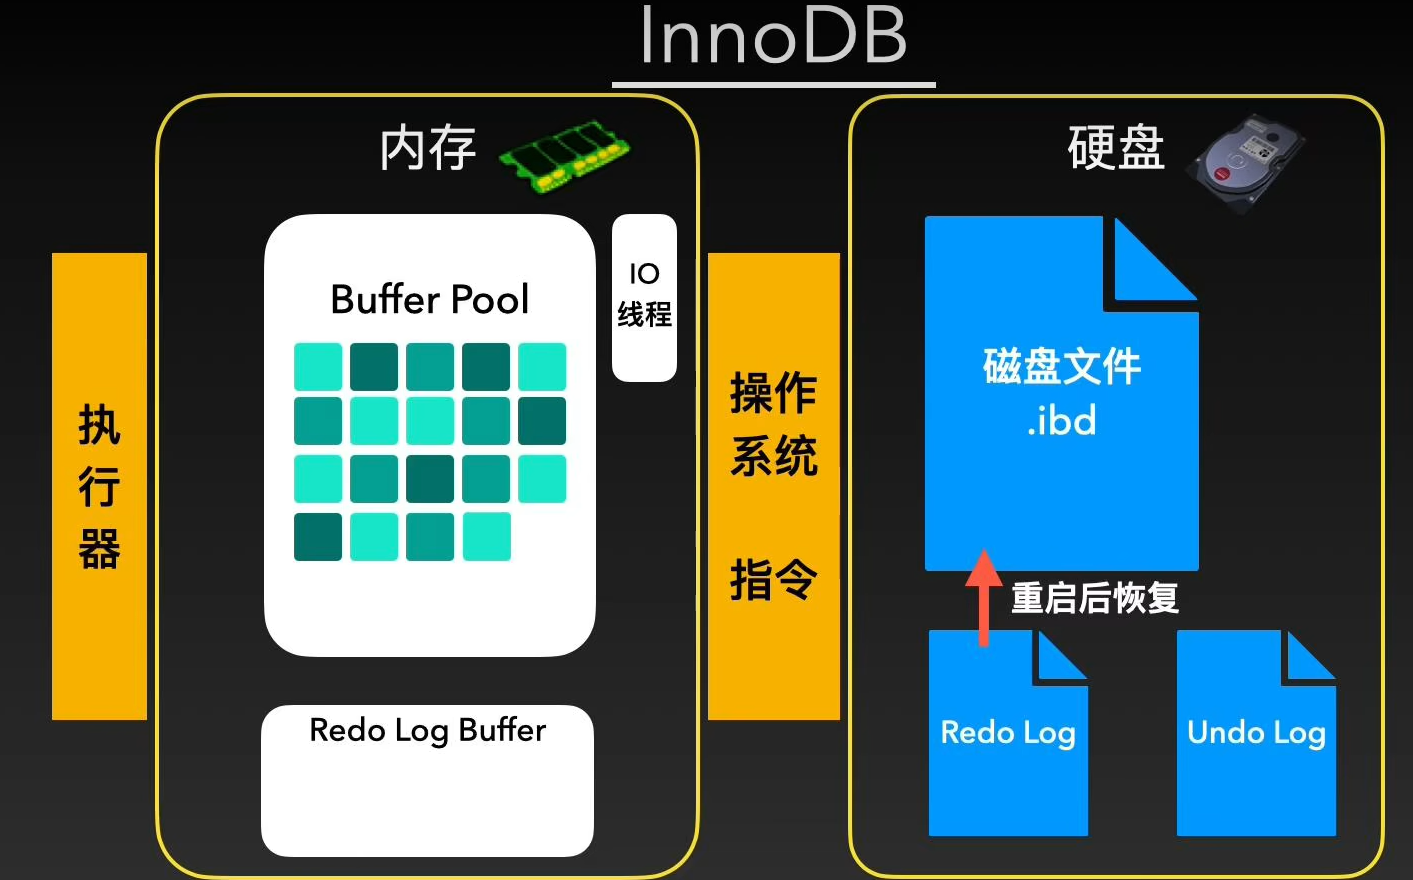 InnoDB
内存
硬盘
执
行
器
Buffer Pool
IO
线程
操作
系统
指令
磁盘文件
.ibd
重启后恢复
Redo Log Buffer
Redo Log
Undo Log